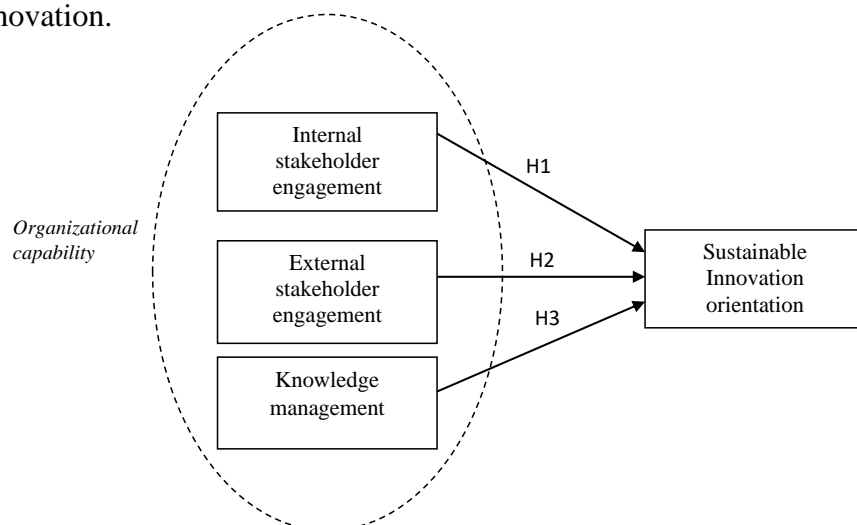 novation.
Internal
stakeholder
engagement
H1
Organizational
capability
External
stakeholder
engagement
H2
Sustainable
Innovation
orientation
H3
Knowledge
management